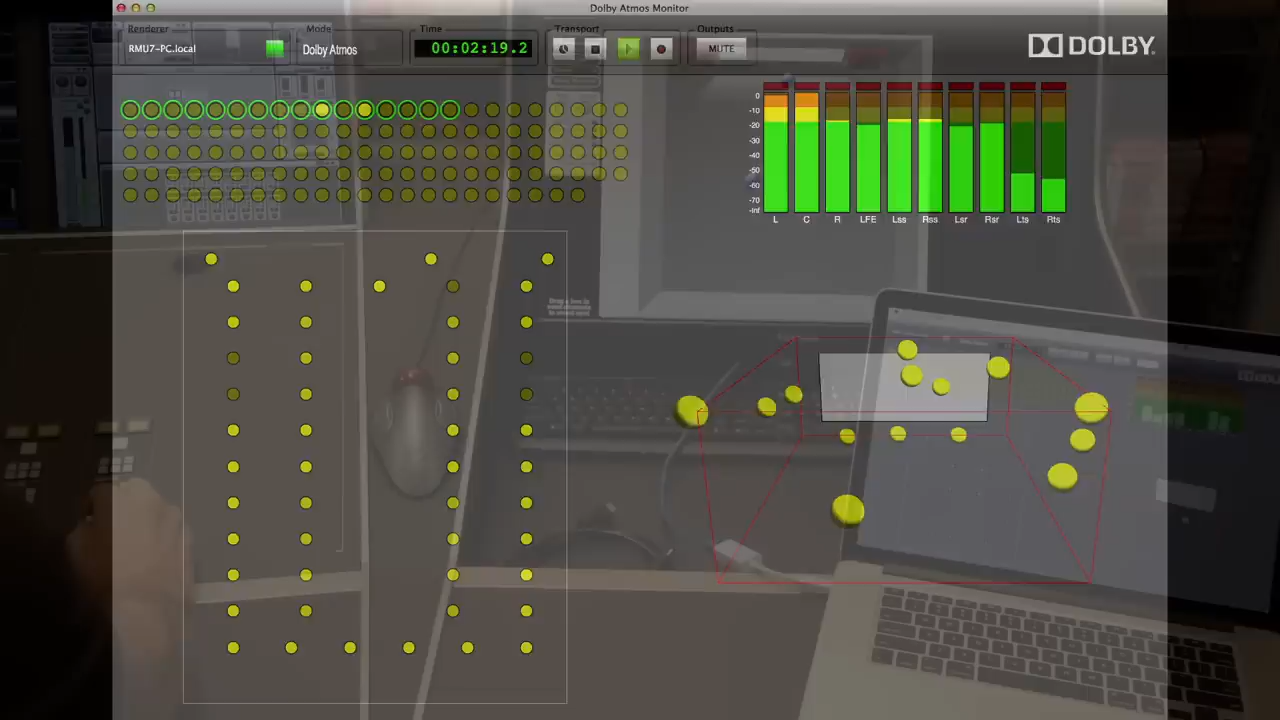 Dolby Atmos Monitor
Renderer
Mode
Time
Transport
Outputs
RMU7-PC.local
Dolby Atmos
00:02:19.2
MUTE
DOLBY
0
-10
-20
-30
-40
-50
-60
-70
-inf
L C R LFE Lss Rss Lsr Rsr Lts Rts